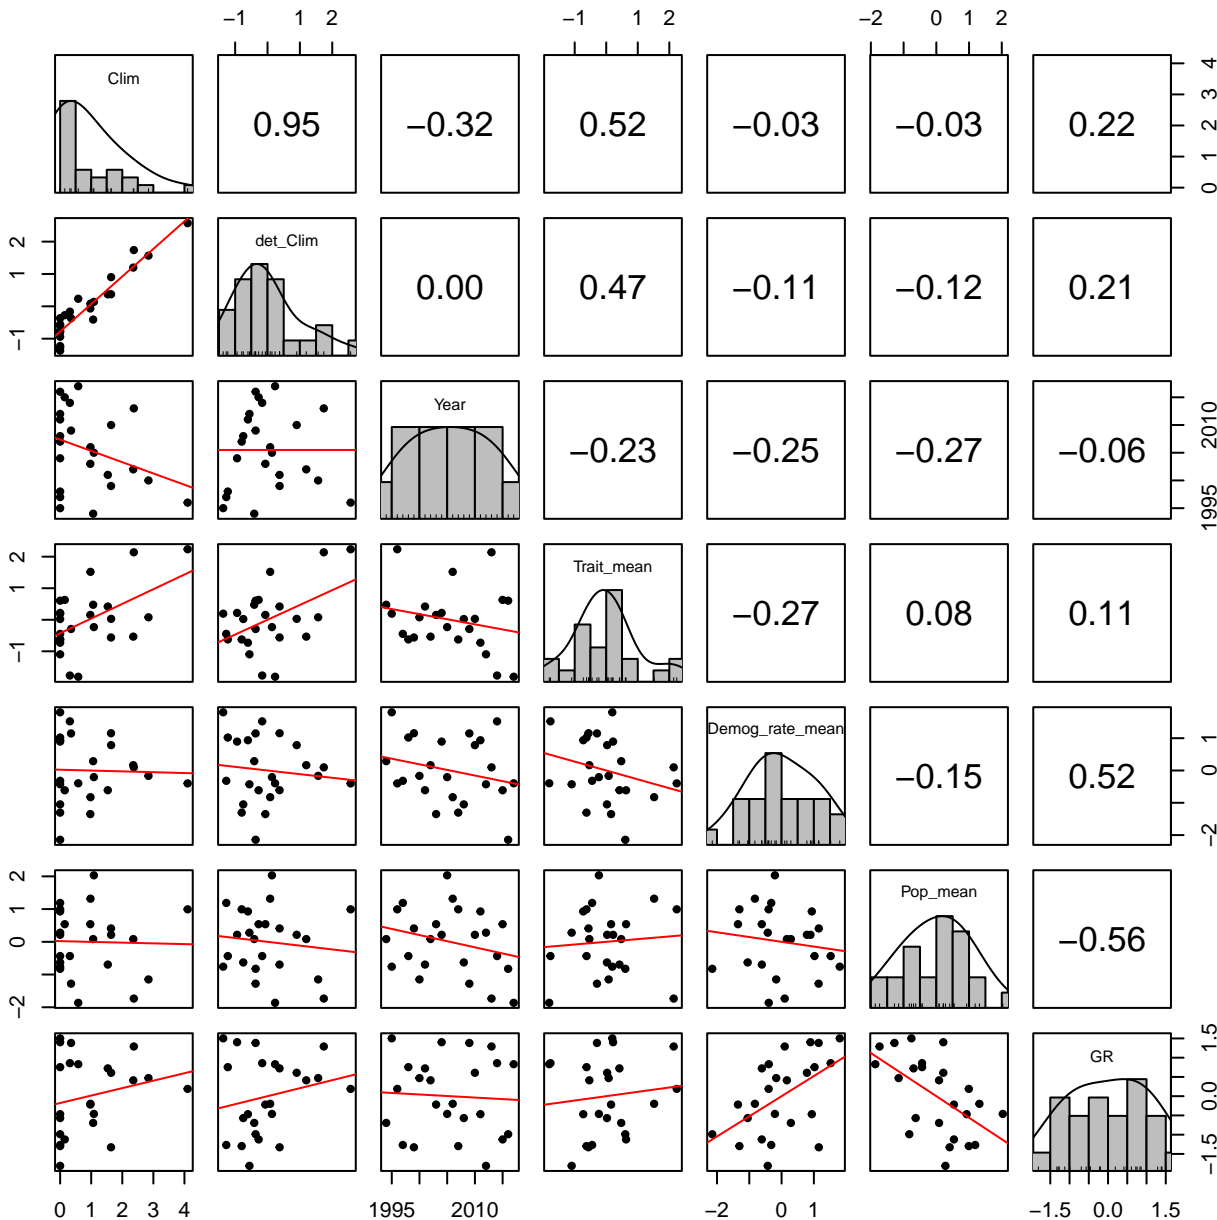 −1 1 2 −1 1 2 −2 0 1 2
Clim 0.95 −0.32 0.52 −0.03 −0.03 0.22 0 1 2 3 4
−1 1 2 det_Clim 0.00 0.47 −0.11 −0.12 0.21
Year −0.23 −0.25 −0.27 −0.06 1995 2010
−1 1 2 Trait_mean −0.27 0.08 0.11
Demog_rate_mean −0.15 0.52 −2 0 1
−2 0 1 2 Pop_mean −0.56
GR −1.5 0.0 1.5
0 1 2 3 4 1995 2010 −2 0 1 −1.5 0.0 1.5